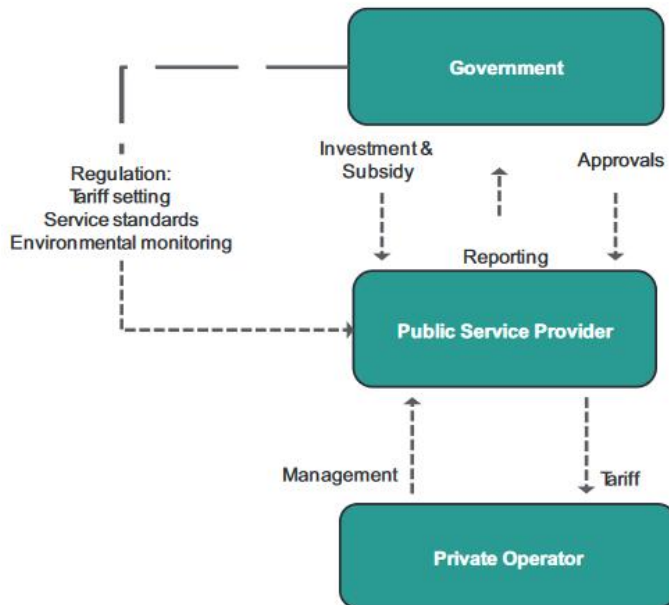 Government
Investment &
Subsidy
Approvals
Regulation:
Tariff setting
Service standards
Environmental monitoring
Reporting
Public Service Provider
Management
Tariff
Private Operator